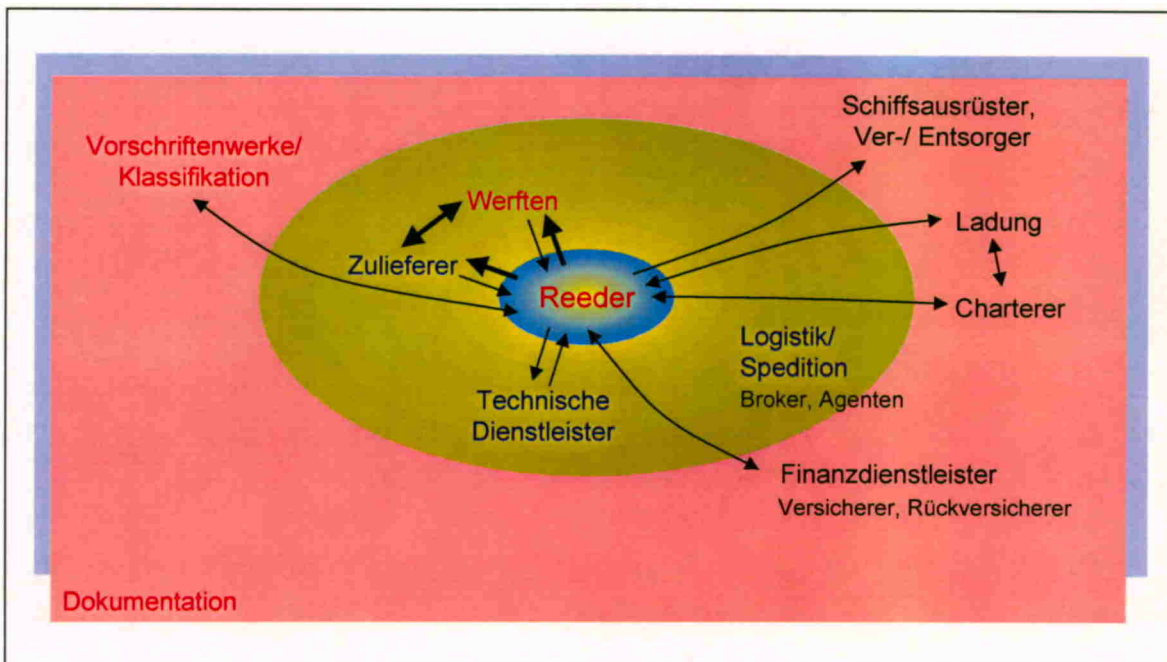 Schiffsausrüster,
Ver-/ Entsorger
Vorschriftenwerke/
Klassifikation
Werften
Ladung
Zulieferer
Reeder
Charterer
Logistik/
Spedition
Broker, Agenten
Technische
Dienstleister
Finanzdienstleister
Versicherer, Rückversicherer
Dokumentation